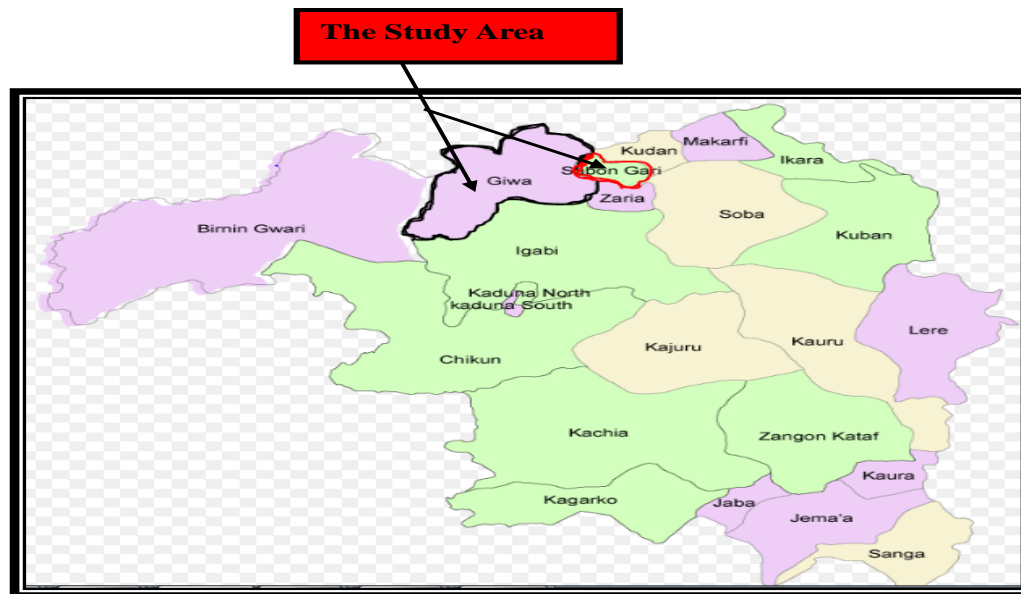 The Study Area
Makarfi
Kudan
Ikara
Sabon Gari
Giwa
Zaria
Soba
Birnin Gwari
Kuban
Igabi
Kaduna North
kaduna South
Lere
Kauru
Kajuru
Chikun
Kachia
Zangon Kataf
Kaura
Kagarko
Jaba
Jema'a
Sanga